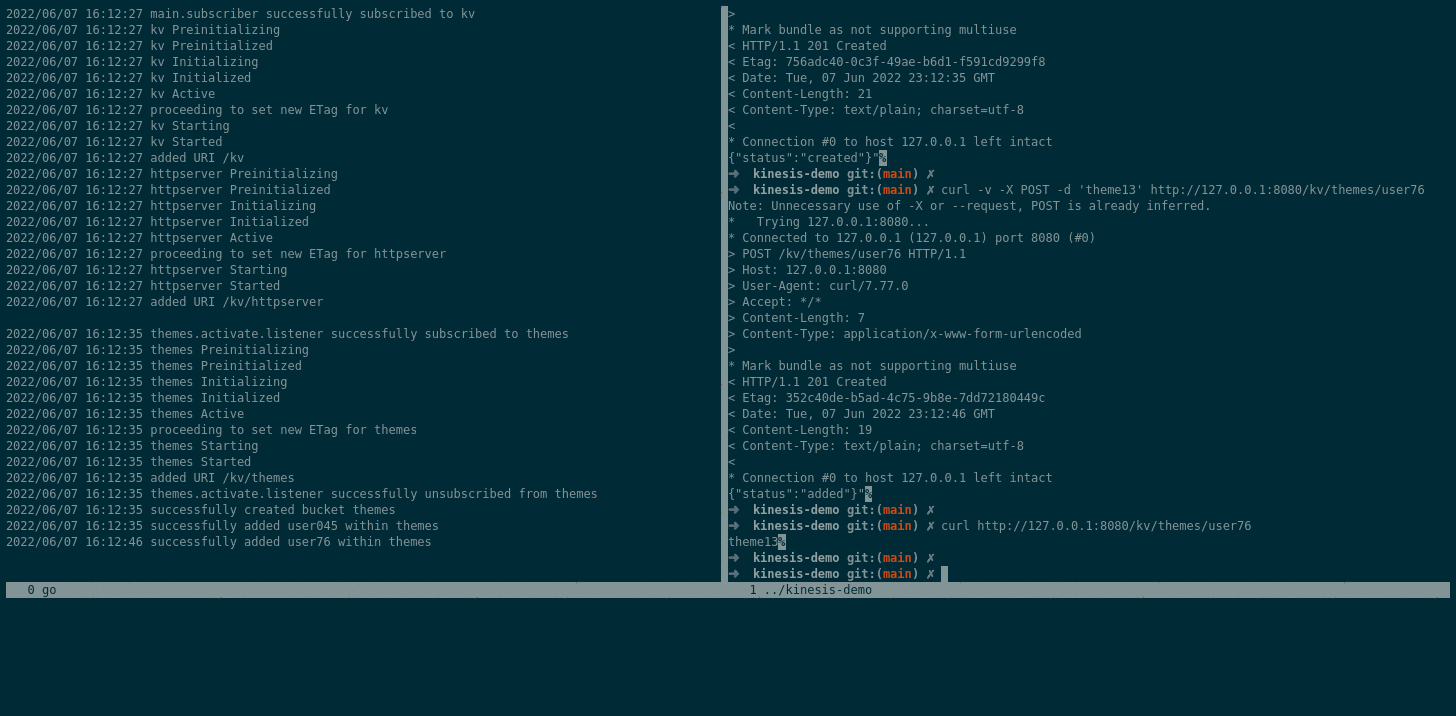 2022/06/07 16:12:27 main.subscriber successfully subscribed to kv
2022/06/07 16:12:27 kv Preinitializing
2022/06/07 16:12:27 kv Preinitialized
2022/06/07 16:12:27 kv Initializing
2022/06/07 16:12:27 kv Initialized
2022/06/07 16:12:27 kv Active
2022/06/07 16:12:27 proceeding to set new ETag for kv
2022/06/07 16:12:27 kv Starting
2022/06/07 16:12:27 kv Started
2022/06/07 16:12:27 added URI /kv
2022/06/07 16:12:27 httpserver Preinitializing
2022/06/07 16:12:27 httpserver Preinitialized
2022/06/07 16:12:27 httpserver Initializing
2022/06/07 16:12:27 httpserver Initialized
2022/06/07 16:12:27 httpserver Active
2022/06/07 16:12:27 proceeding to set new ETag for httpserver
2022/06/07 16:12:27 httpserver Starting
2022/06/07 16:12:27 httpserver Started
2022/06/07 16:12:27 added URI /kv/httpserver
2022/06/07 16:12:35 themes.activate.listener successfully subscribed to themes
2022/06/07 16:12:35 themes Preinitializing
2022/06/07 16:12:35 themes Preinitialized
2022/06/07 16:12:35 themes Initializing
2022/06/07 16:12:35 themes Initialized
2022/06/07 16:12:35 themes Active
2022/06/07 16:12:35 proceeding to set new ETag for themes
2022/06/07 16:12:35 themes Starting
2022/06/07 16:12:35 themes Started
2022/06/07 16:12:35 added URI /kv/themes
2022/06/07 16:12:35 themes.activate.listener successfully unsubscribed from themes
2022/06/07 16:12:35 successfully created bucket themes
2022/06/07 16:12:35 successfully added user045 within themes
2022/06/07 16:12:46 successfully added user76 within themes
>
* Mark bundle as not supporting multiuse
< HTTP/1.1 201 Created
< Etag: 756adc40-0c3f-49ae-b6d1-f591cd9299f8
< Date: Tue, 07 Jun 2022 23:12:35 GMT
< Content-Length: 21
< Content-Type: text/plain; charset=utf-8
<
* Connection #0 to host 127.0.0.1 left intact
{"status":"created"}"%
➜  kinesis-demo git:(main) ✗
➜  kinesis-demo git:(main) ✗ curl -v -X POST -d 'theme13' http://127.0.0.1:8080/kv/themes/user76
Note: Unnecessary use of -X or --request, POST is already inferred.
*   Trying 127.0.0.1:8080...
* Connected to 127.0.0.1 (127.0.0.1) port 8080 (#0)
> POST /kv/themes/user76 HTTP/1.1
> Host: 127.0.0.1:8080
> User-Agent: curl/7.77.0
> Accept: */*
> Content-Length: 7
> Content-Type: application/x-www-form-urlencoded
>
* Mark bundle as not supporting multiuse
< HTTP/1.1 201 Created
< Etag: 352c40de-b5ad-4c75-9b8e-7dd72180449c
< Date: Tue, 07 Jun 2022 23:12:46 GMT
< Content-Length: 19
< Content-Type: text/plain; charset=utf-8
<
* Connection #0 to host 127.0.0.1 left intact
{"status":"added"}"%
➜  kinesis-demo git:(main) ✗
➜  kinesis-demo git:(main) ✗ curl http://127.0.0.1:8080/kv/themes/user76
theme13%
➜  kinesis-demo git:(main) ✗
➜  kinesis-demo git:(main) ✗
0 go
1 ../kinesis-demo